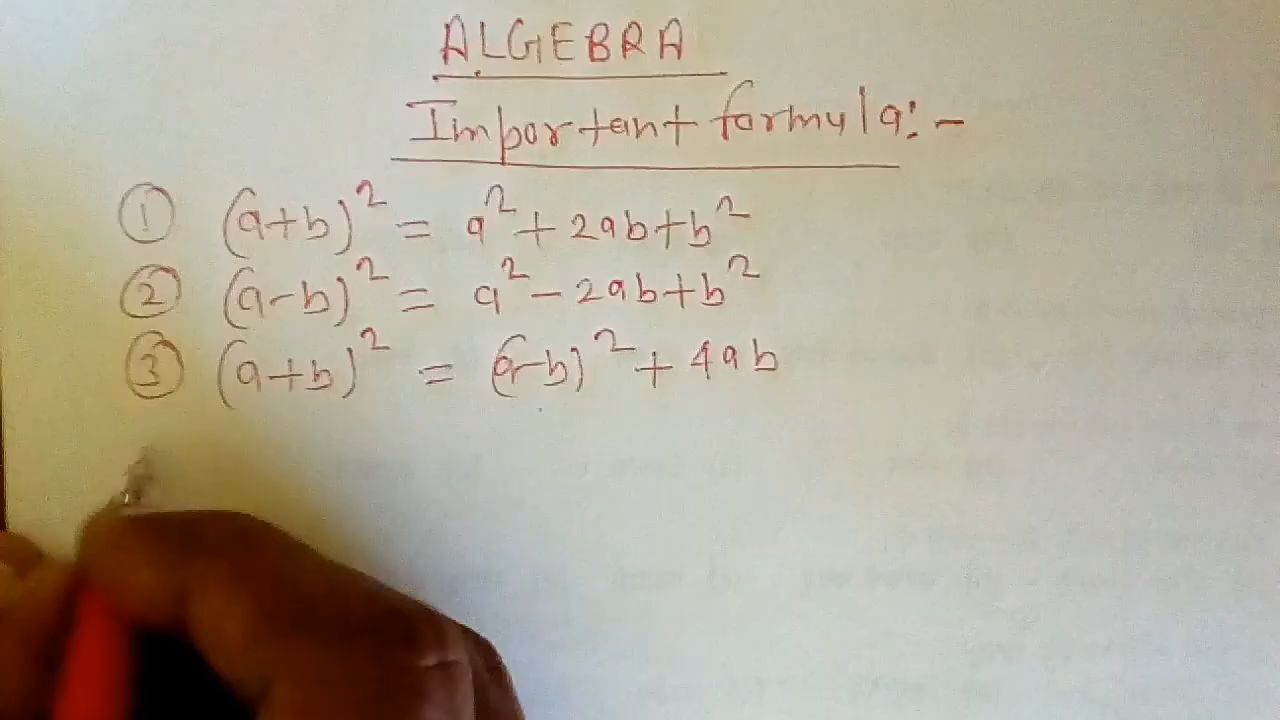 ALGEBRA
Important formula:-
① (a+b)² = a² + 2ab + b²
② (a-b)² = a² - 2ab + b²
③ (a+b)² = (a-b)² + 4ab